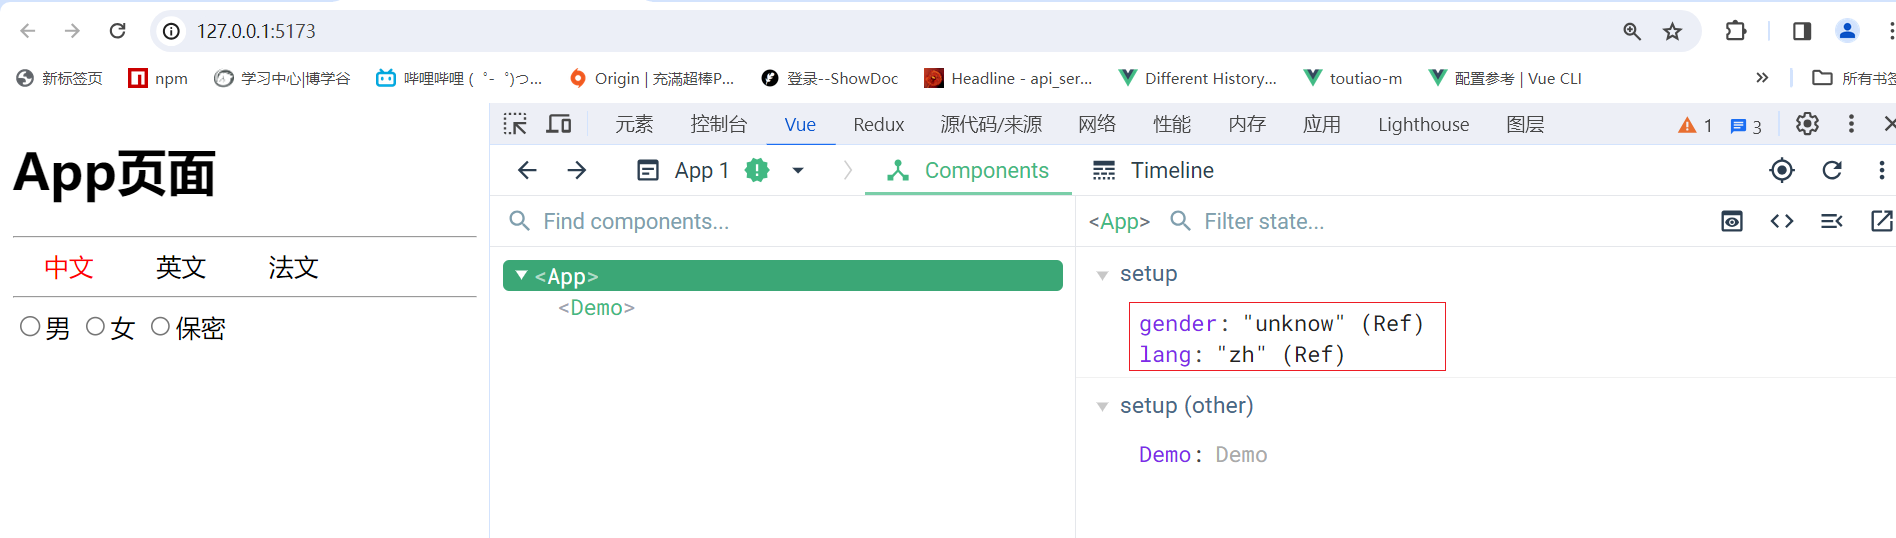 127.0.0.1:5173
新标签页 npm 学习中心|博学谷 哔哩哔哩 ( ゜- ゜)つ... Origin | 充滿超棒P... 登录--ShowDoc Headline - api_ser... Different History... toutiao-m 配置参考 | Vue CLI » 所有书签
元素 控制台 Vue Redux 源代码/来源 网络 性能 内存 应用 Lighthouse 图层 1 3
App 1 Components Timeline
Find components...
<App> Filter state...
App页面
中文 英文 法文
男 女 保密
<App>
<Demo>
setup
gender: "unknow" (Ref)
lang: "zh" (Ref)
setup (other)
Demo: Demo